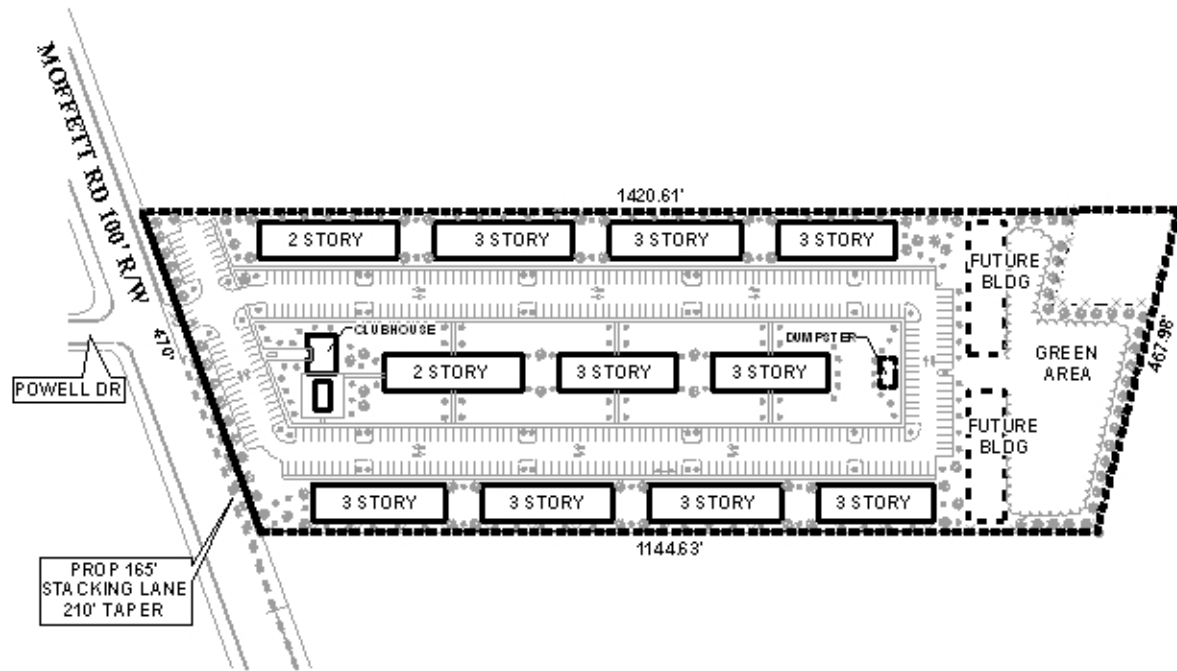 MOFFETT RD 100' R/W
1420.61'
2 STORY
3 STORY
3 STORY
3 STORY
FUTURE
BLDG
CLUBHOUSE
DUMPSTER
470'
467.98'
GREEN
AREA
POWELL DR
2 STORY
3 STORY
3 STORY
FUTURE
BLDG
3 STORY
3 STORY
3 STORY
3 STORY
1144.63'
PROP 165'
STACKING LANE
210' TAPER